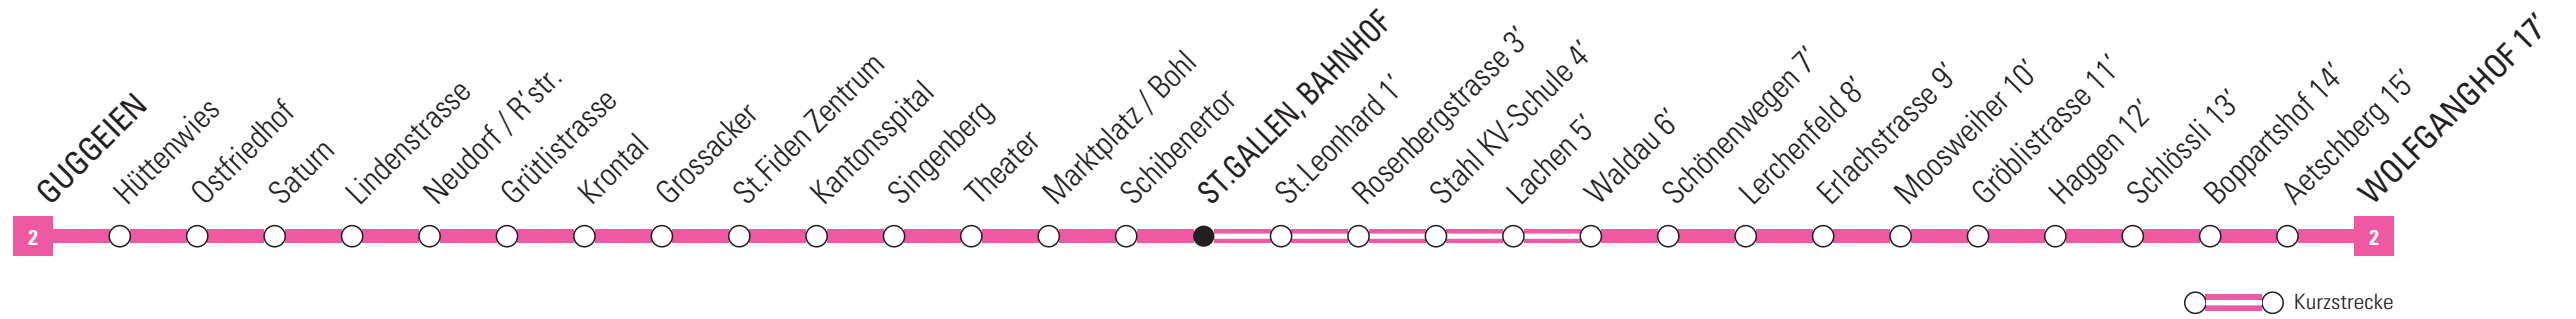 GUGGEIEN
Hüttenwies
Ostfriedhof
Saturn
Lindenstrasse
Neudorf / R'str.
Grütlistrasse
Krontal
Grossacker
St.Fiden Zentrum
Kantonsspital
Singenberg
Theater
Marktplatz / Bohl
Schibenertor
ST.GALLEN, BAHNHOF
St.Leonhard 1'
Rosenbergstrasse 3'
Stahl KV-Schule 4'
Lachen 5'
Waldau 6'
Schönenwegen 7'
Lerchenfeld 8'
Erlachstrasse 9'
Moosweiher 10'
Gröblistrasse 11'
Haggen 12'
Schlössli 13'
Boppartshof 14'
Aetschberg 15'
WOLFGANGHOF 17'
2
2
Kurzstrecke